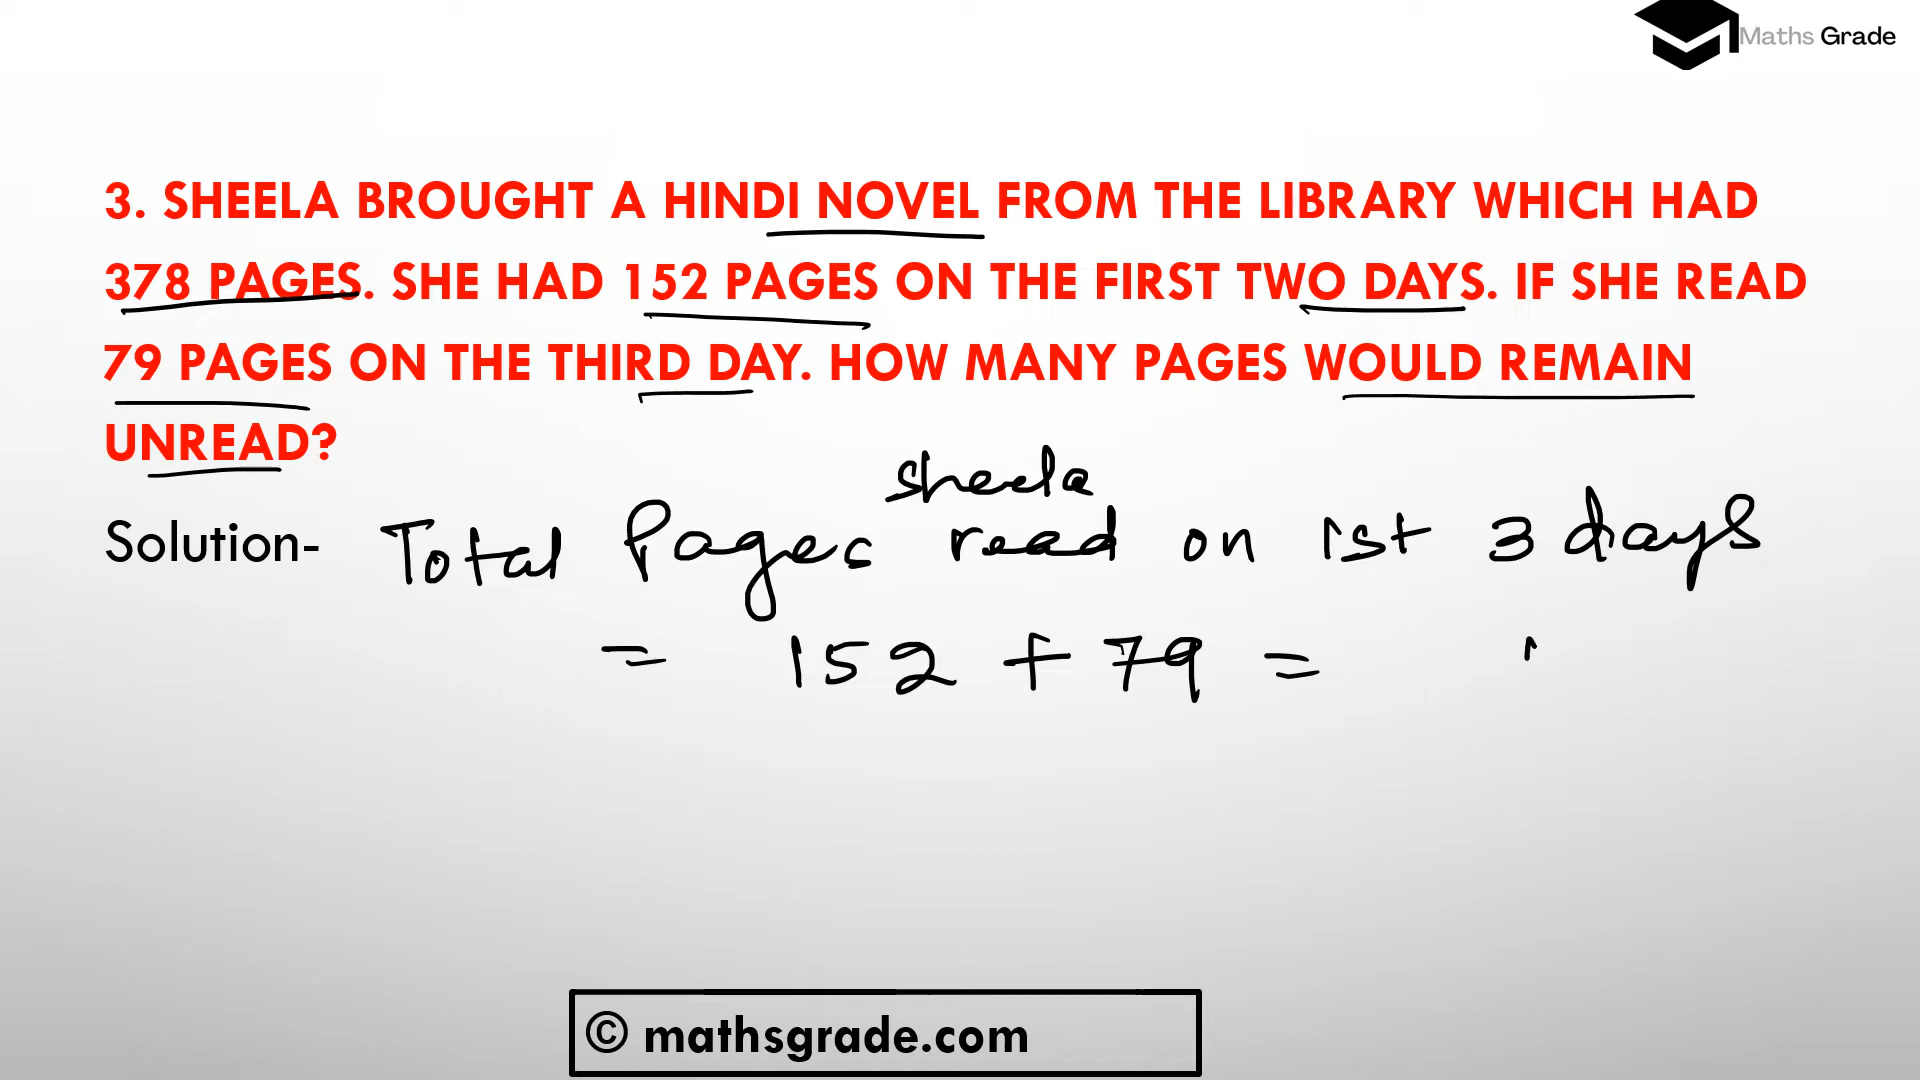 Maths Grade
3. SHEELA BROUGHT A HINDI NOVEL FROM THE LIBRARY WHICH HAD
378 PAGES. SHE HAD 152 PAGES ON THE FIRST TWO DAYS. IF SHE READ
79 PAGES ON THE THIRD DAY. HOW MANY PAGES WOULD REMAIN
UNREAD?
sheela
Solution- Total Pages read on 1st 3 days
= 152 + 79 =
© mathsgrade.com